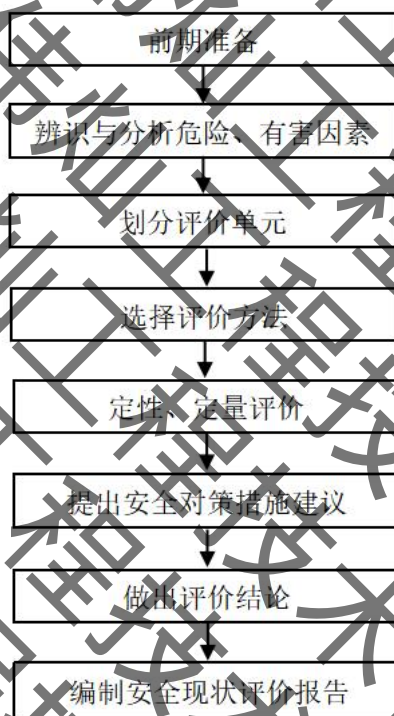 前期准备
辨识与分析危险、有害因素
划分评价单元
选择评价方法
定性、定量评价
提出安全对策措施建议
做出评价结论
编制安全现状评价报告